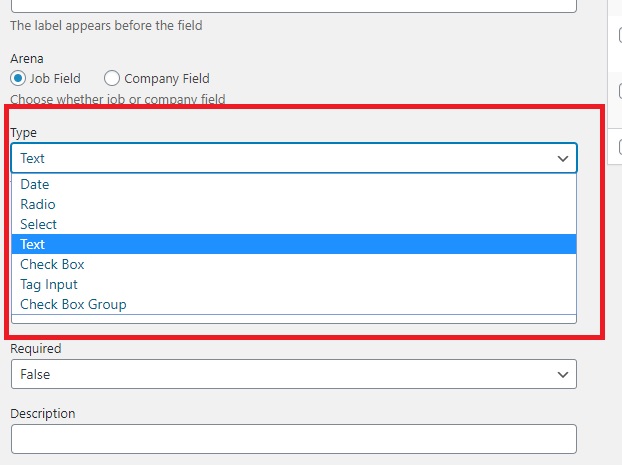 The label appears before the field
Arena
Job Field Company Field
Choose whether job or company field
Type
Text
Date
Radio
Select
Text
Check Box
Tag Input
Check Box Group
Required
False
Description